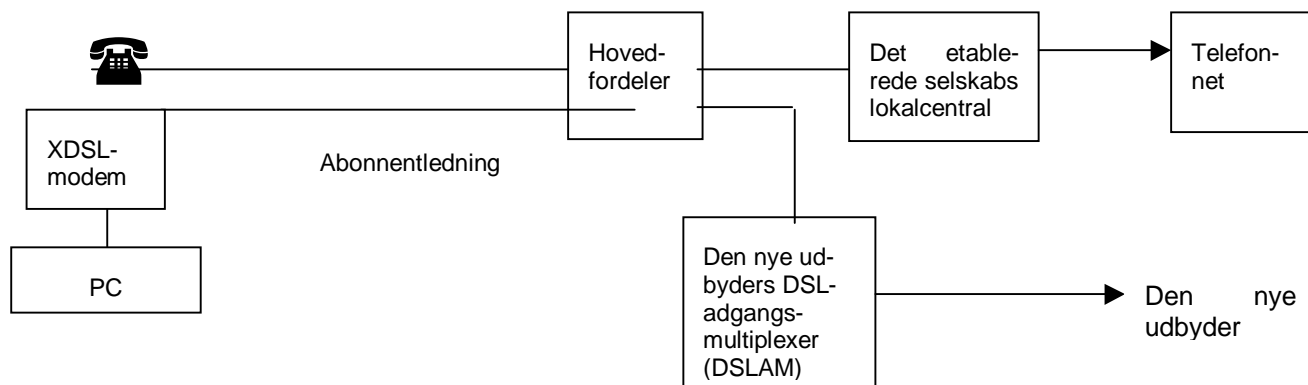 Hoved-
fordeler
Det etable-
rede selskabs
lokalcentral
Telefon-
net
XDSL-
modem
Abonnentledning
PC
Den nye ud-
byders DSL-
adgangs-
multiplexer
(DSLAM)
Den nye
udbyder